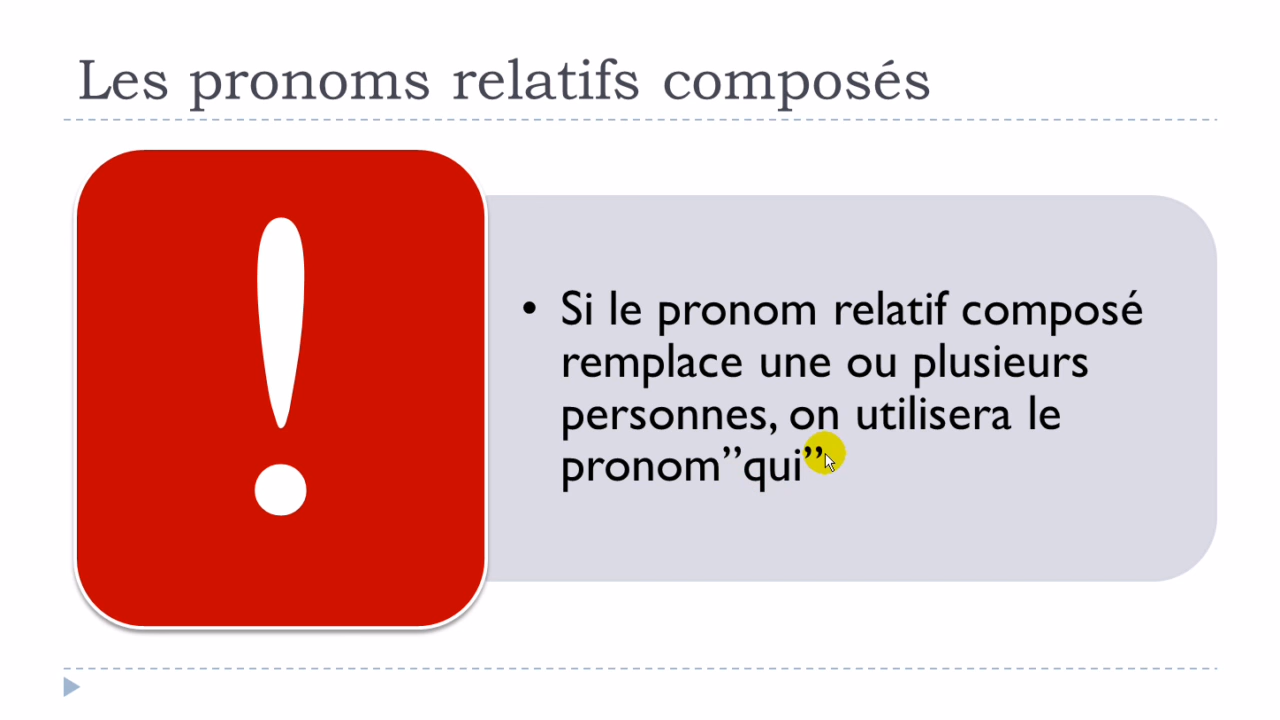 Les pronoms relatifs composés
!
• Si le pronom relatif composé
remplace une ou plusieurs
personnes, on utilisera le
pronom”qui”